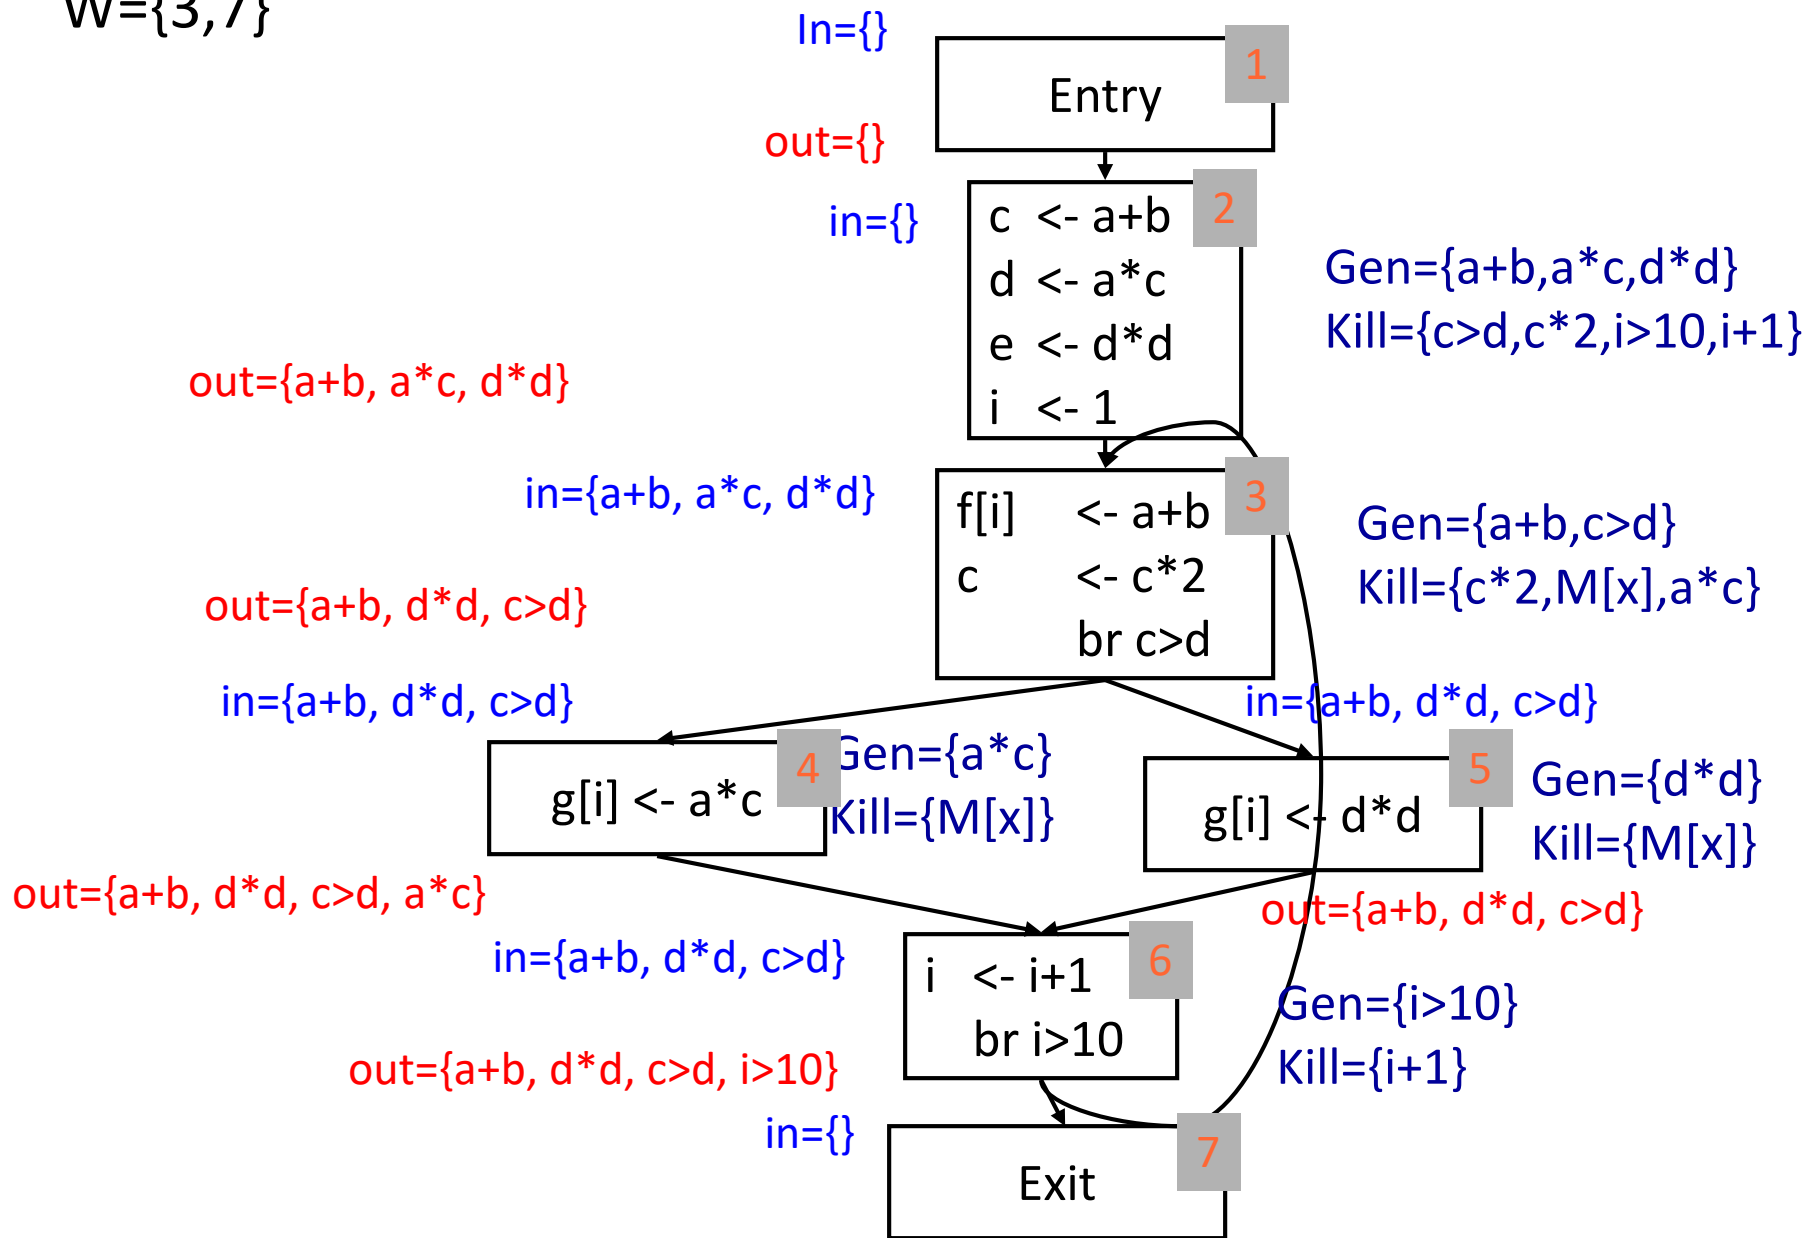 W={3,7}
In={}
1
Entry
out={}
in={}
2
c <- a+b
d <- a*c
e <- d*d
i <- 1
Gen={a+b,a*c,d*d}
Kill={c>d,c*2,i>10,i+1}
out={a+b, a*c, d*d}
in={a+b, a*c, d*d}
3
f[i] <- a+b
c <- c*2
br c>d
Gen={a+b,c>d}
Kill={c*2,M[x],a*c}
out={a+b, d*d, c>d}
in={a+b, d*d, c>d}
in={a+b, d*d, c>d}
4
g[i] <- a*c
Gen={a*c}
Kill={M[x]}
5
g[i] <- d*d
Gen={d*d}
Kill={M[x]}
out={a+b, d*d, c>d, a*c}
out={a+b, d*d, c>d}
in={a+b, d*d, c>d}
6
i <- i+1
br i>10
Gen={i>10}
Kill={i+1}
out={a+b, d*d, c>d, i>10}
in={}
7
Exit